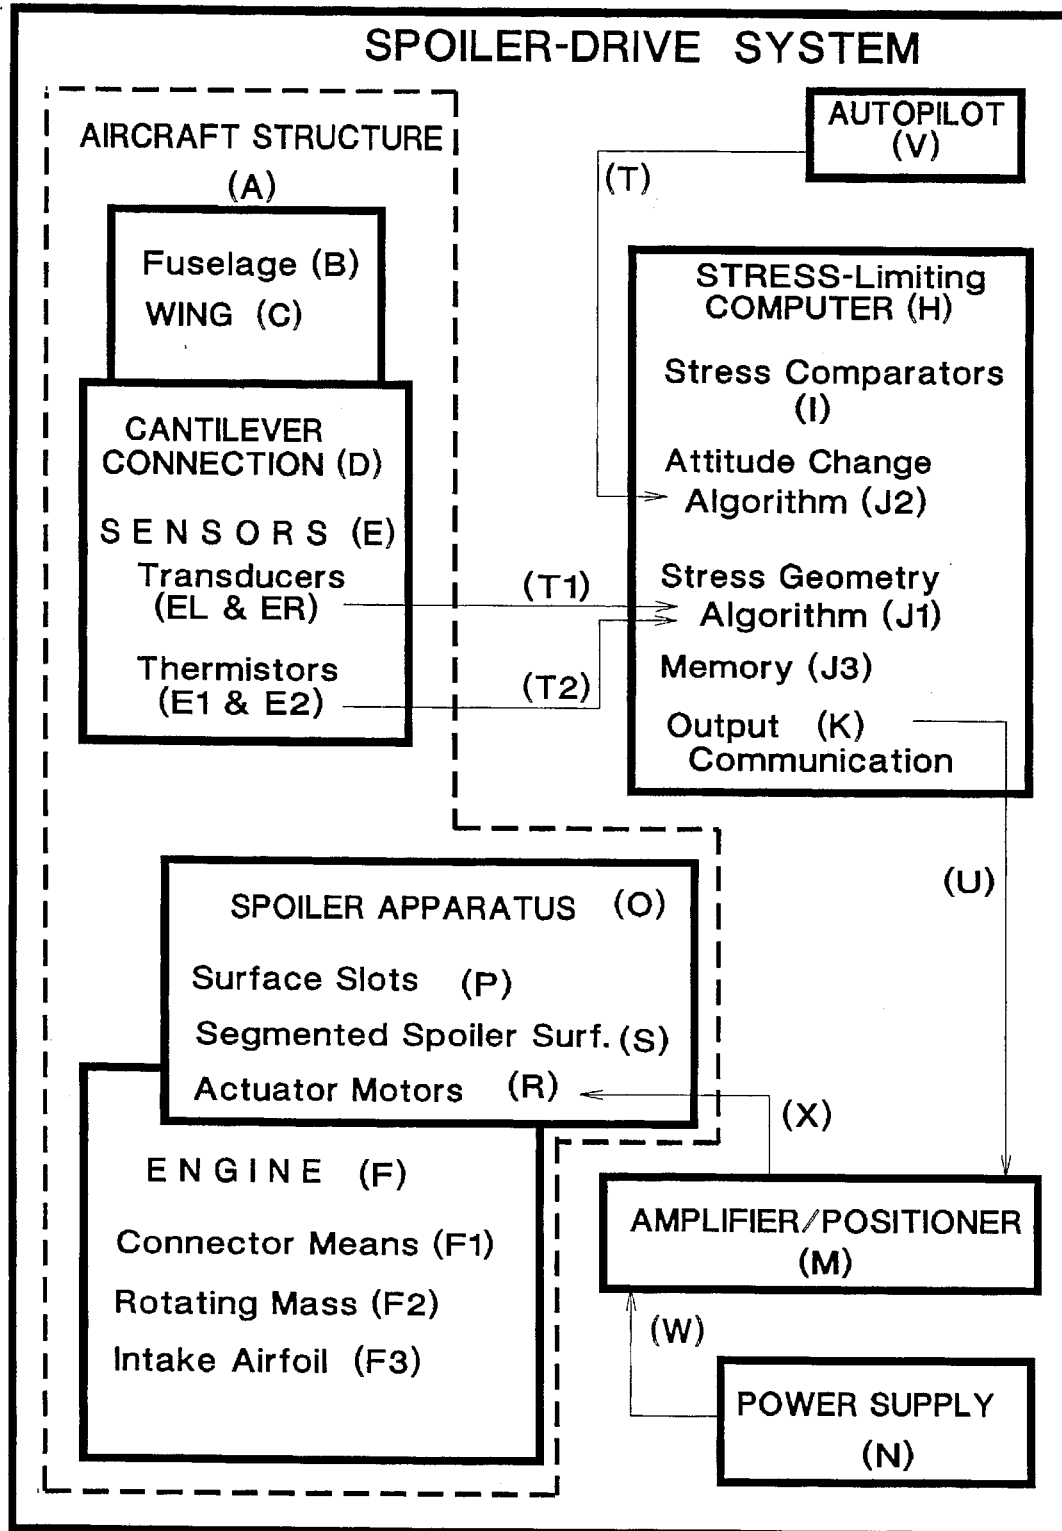 SPOILER-DRIVE SYSTEM
AIRCRAFT STRUCTURE
(A)
Fuselage (B)
WING (C)
CANTILEVER
CONNECTION (D)
SENSORS (E)
Transducers
(EL & ER)
Thermistors
(E1 & E2)
(T1)
(T2)
AUTOPILOT
(V)
(T)
STRESS-Limiting
COMPUTER (H)
Stress Comparators
(I)
Attitude Change
Algorithm (J2)
Stress Geometry
Algorithm (J1)
Memory (J3)
Output (K)
Communication
(U)
SPOILER APPARATUS (O)
Surface Slots (P)
Segmented Spoiler Surf. (S)
Actuator Motors (R)
(X)
ENGINE (F)
Connector Means (F1)
Rotating Mass (F2)
Intake Airfoil (F3)
AMPLIFIER/POSITIONER
(M)
(W)
POWER SUPPLY
(N)